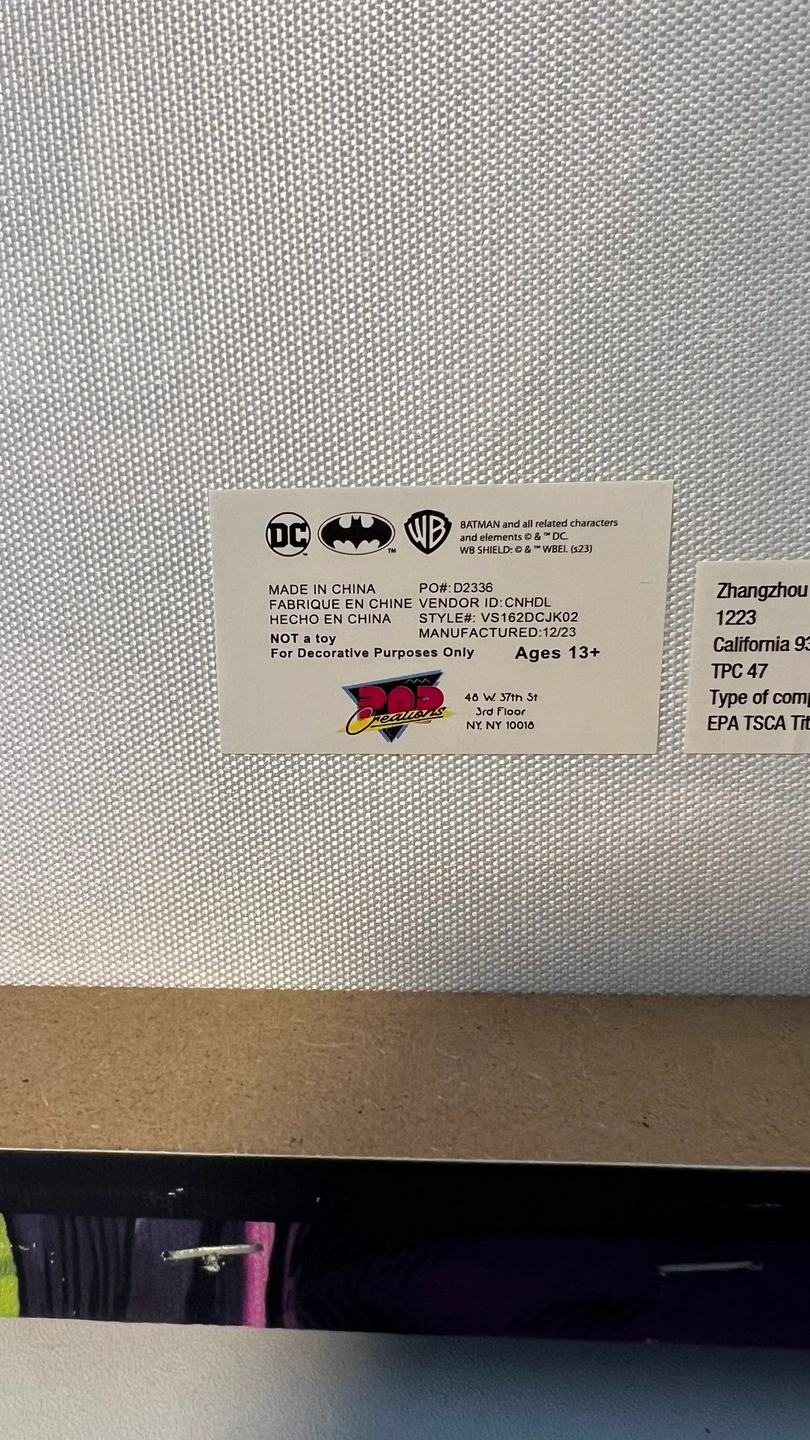 DC
TM
WB
BATMAN and all related characters
and elements © & ™ DC.
WB SHIELD: © & ™ WBEI. (s23)
MADE IN CHINA
FABRIQUE EN CHINE
HECHO EN CHINA
NOT a toy
For Decorative Purposes Only
PO#: D2336
VENDOR ID: CNHDL
STYLE#: VS162DCJK02
MANUFACTURED:12/23
Ages 13+
POP
Creations
48 W 37th St
3rd Floor
NY, NY 10018
Zhangzhou
1223
California 93
TPC 47
Type of comp
EPA TSCA Tit